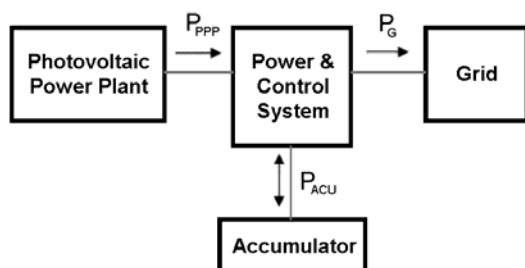 P_PPP
P_G
Photovoltaic
Power Plant
Power &
Control
System
Grid
P_ACU
Accumulator